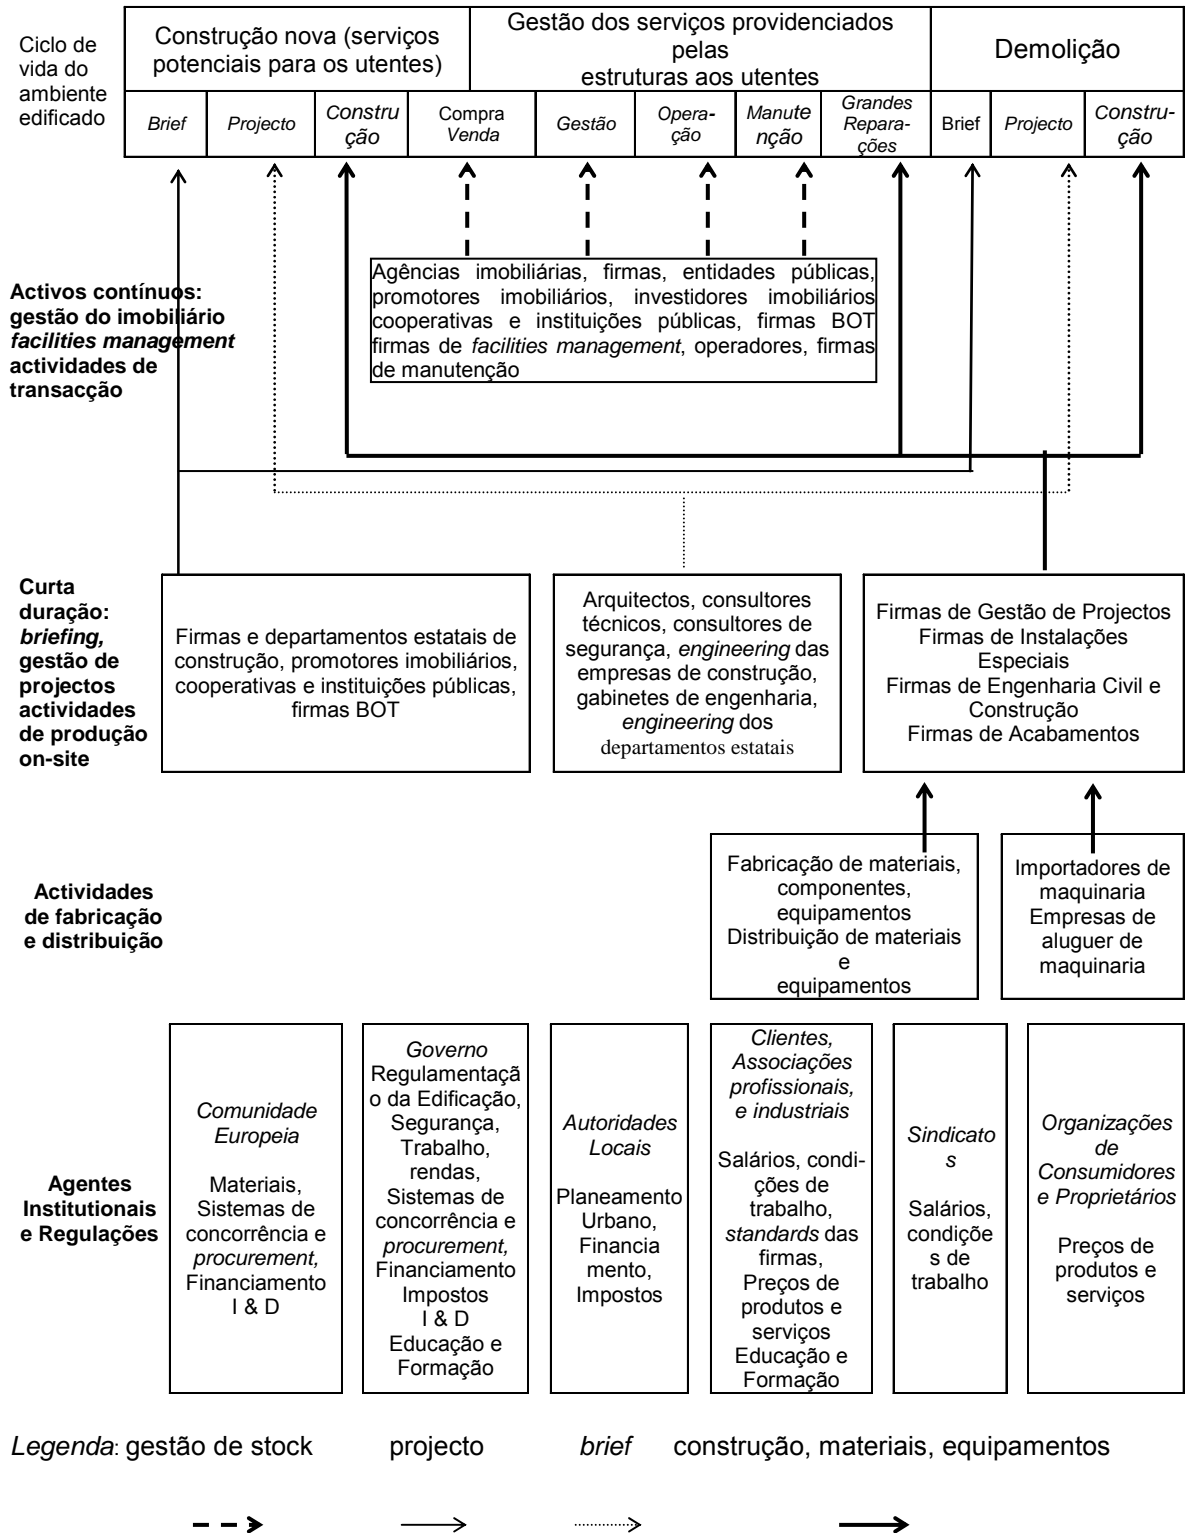 Ciclo de
vida do
ambiente
edificado
Construção nova (serviços
potenciais para os utentes)
Gestão dos serviços providenciados
pelas
estruturas aos utentes
Demolição
Brief
Projecto
Constru
ção
Compra
Venda
Gestão
Opera-
ção
Manute
nção
Grandes
Repara-
ções
Brief
Projecto
Constru-
ção
Activos contínuos:
gestão do imobiliário
facilities management
actividades de
transacção
Agências imobiliárias, firmas, entidades públicas,
promotores imobiliários, investidores imobiliários
cooperativas e instituições públicas, firmas BOT
firmas de facilities management, operadores, firmas
de manutenção
Curta
duração:
briefing,
gestão de
projectos
actividades
de produção
on-site
Firmas e departamentos estatais de
construção, promotores imobiliários,
cooperativas e instituições públicas,
firmas BOT
Arquitectos, consultores
técnicos, consultores de
segurança, engineering das
empresas de construção,
gabinetes de engenharia,
engineering dos
departamentos estatais
Firmas de Gestão de Projectos
Firmas de Instalações
Especiais
Firmas de Engenharia Civil e
Construção
Firmas de Acabamentos
Actividades
de fabricação
e distribuição
Fabricação de materiais,
componentes,
equipamentos
Distribuição de materiais
e
equipamentos
Importadores de
maquinaria
Empresas de
aluguer de
maquinaria
Agentes
Institutionais
e Regulações
Comunidade
Europeia
Materiais,
Sistemas de
concorrência e
procurement,
Financiamento
I & D
Governo
Regulamentaçã
o da Edificação,
Segurança,
Trabalho,
rendas,
Sistemas de
concorrência e
procurement,
Financiamento
Impostos
I & D
Educação e
Formação
Autoridades
Locais
Planeamento
Urbano,
Financia
mento,
Impostos
Clientes,
Associações
profissionais,
e industriais
Salários, condi-
ções de
trabalho,
standards das
firmas,
Preços de
produtos e
serviços
Educação e
Formação
Sindicato
s
Salários,
condiçõe
s de
trabalho
Organizações
de
Consumidores
e Proprietários
Preços de
produtos e
serviços
Legenda: gestão de stock projecto brief construção, materiais, equipamentos